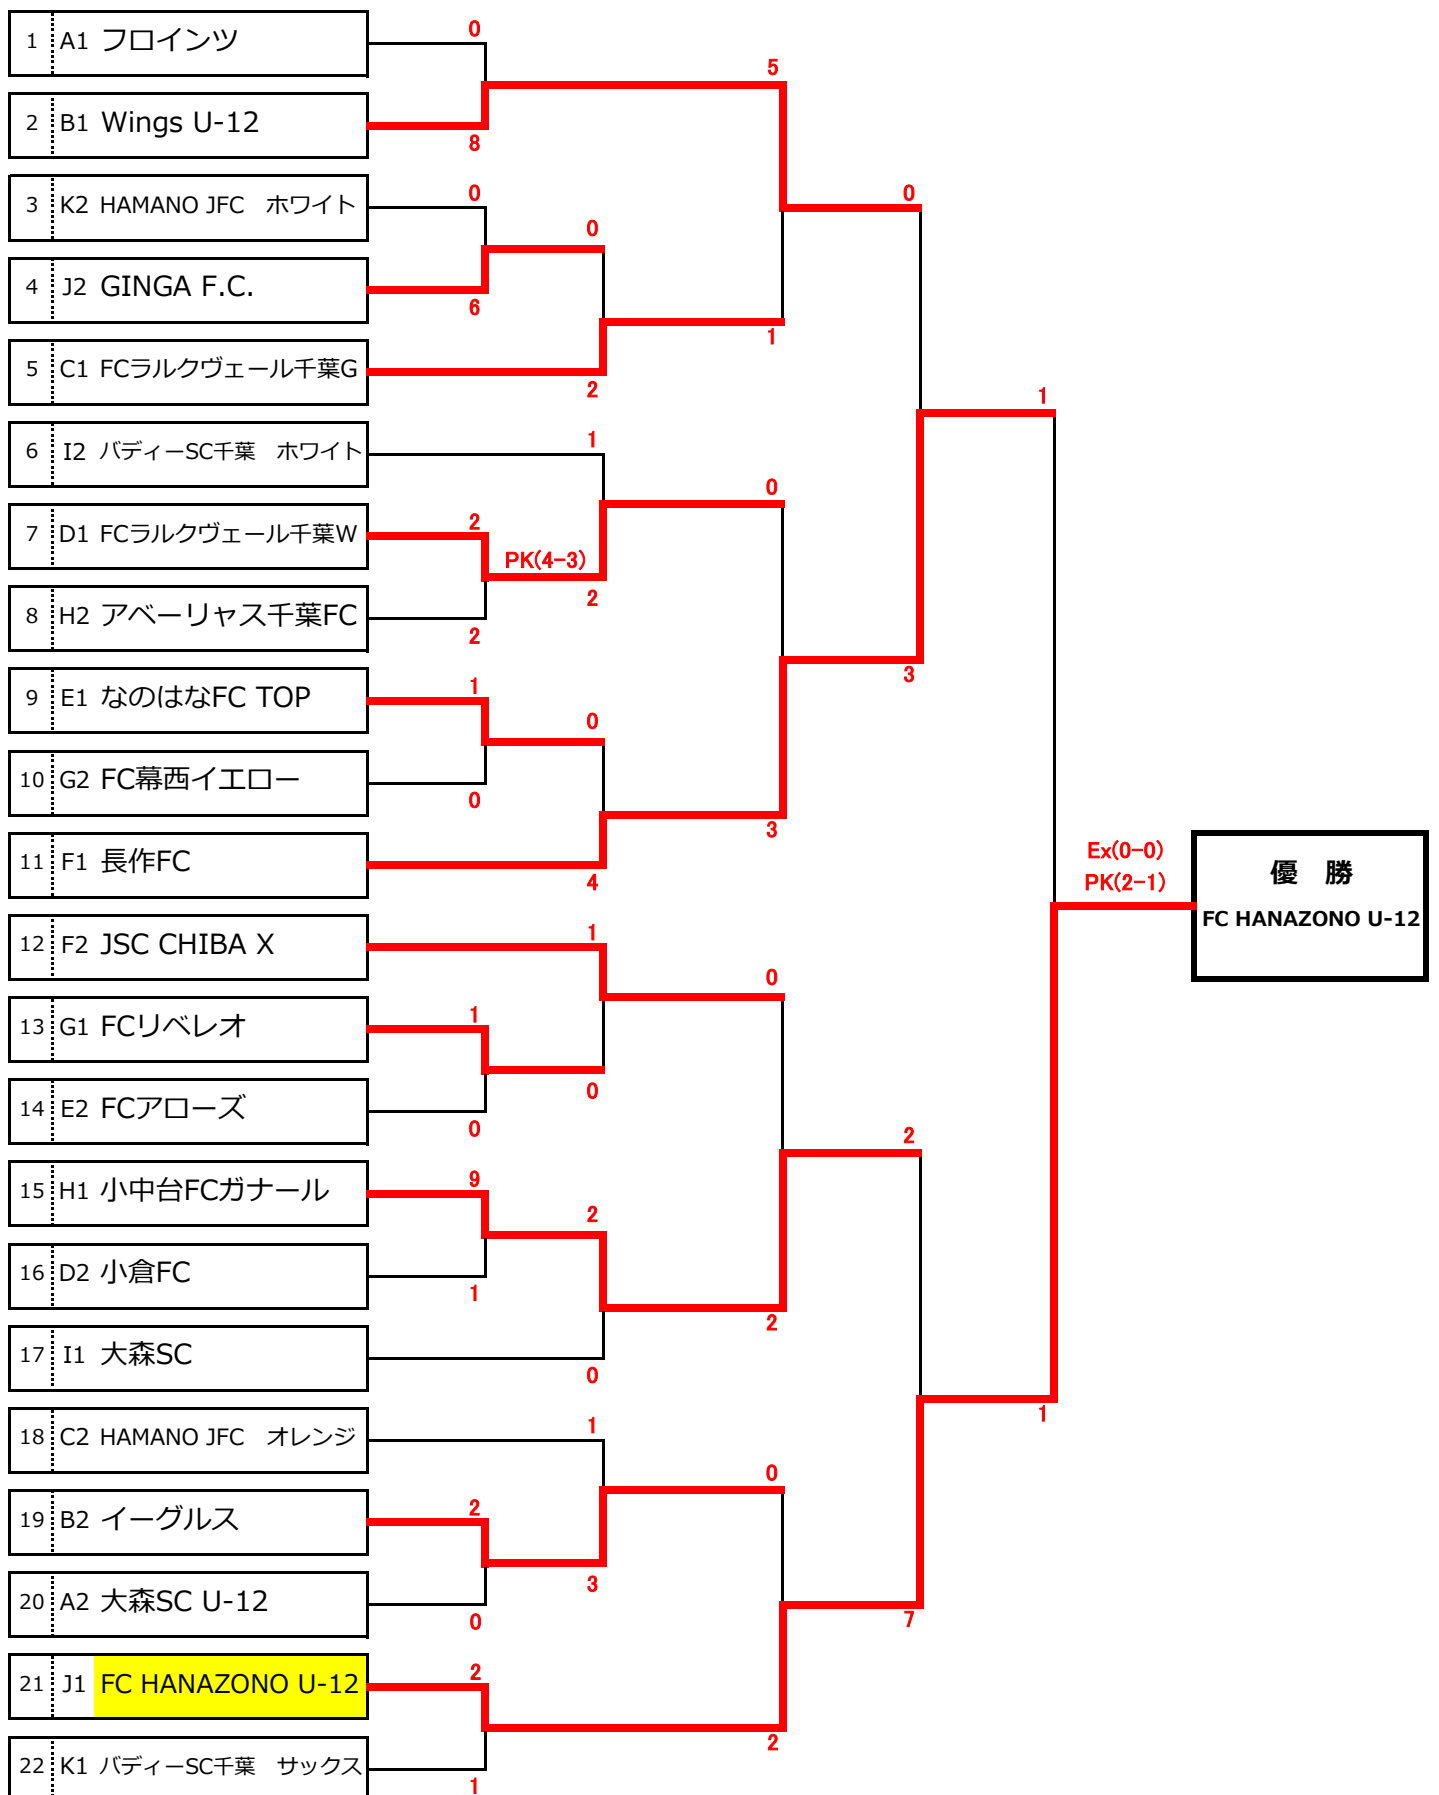 1 A1 フロインツ
0
5
2 B1 Wings U-12
8
3 K2 HAMANO JFC　ホワイト
0
0
0
4 J2 GINGA F.C.
6
1
5 C1 FCラルクヴェール千葉G
2
1
6 I2 バディーSC千葉　ホワイト
1
0
7 D1 FCラルクヴェール千葉W
2
PK(4-3)
8 H2 アベーリャス千葉FC
2
2
9 E1 なのはなFC TOP
1
0
3
10 G2 FC幕西イエロー
0
3
11 F1 長作FC
4
Ex(0-0)
PK(2-1)
優　勝
FC HANAZONO U-12
12 F2 JSC CHIBA X
1
0
13 G1 FCリベレオ
1
0
14 E2 FCアローズ
0
2
15 H1 小中台FCガナール
9
2
16 D2 小倉FC
1
2
17 I1 大森SC
0
1
18 C2 HAMANO JFC　オレンジ
1
0
19 B2 イーグルス
2
3
20 A2 大森SC U-12
0
7
21 J1 FC HANAZONO U-12
2
2
22 K1 バディーSC千葉　サックス
1